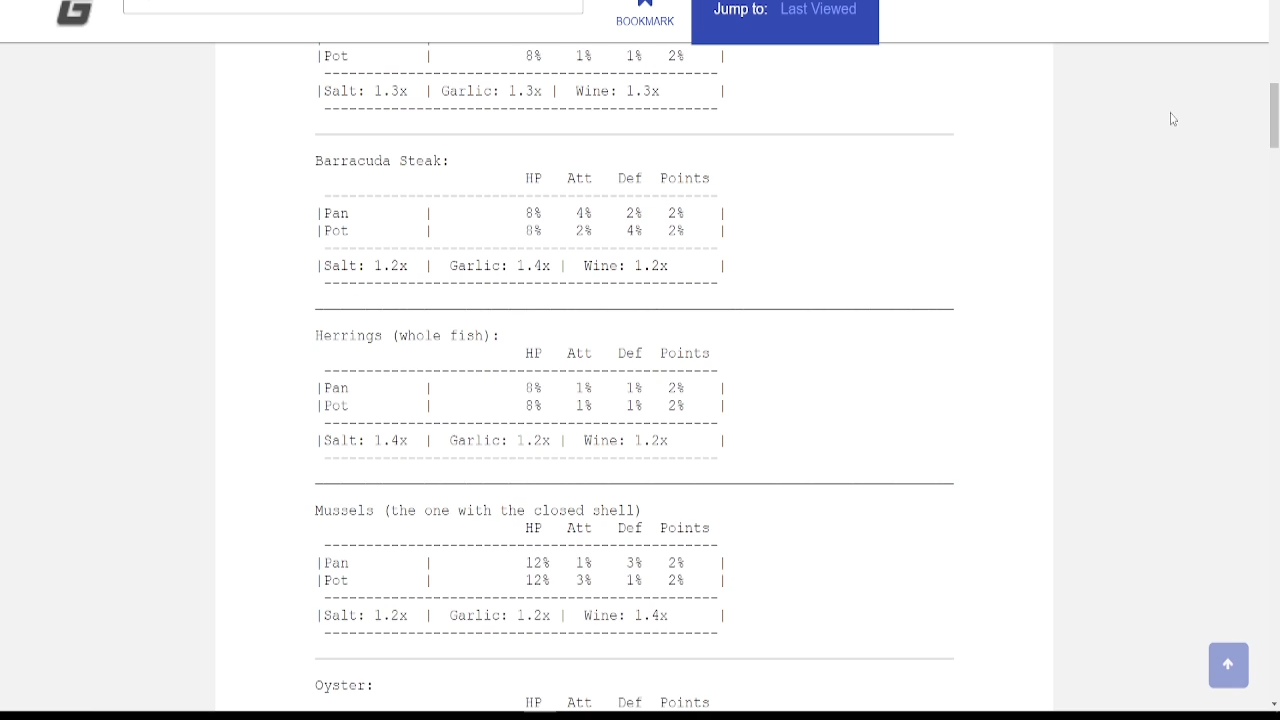 G
BOOKMARK
Jump to: Last Viewed
|Pot | 8% 1% 1% 2% |
-----------------------------------------------
|Salt: 1.3x | Garlic: 1.3x | Wine: 1.3x |
-----------------------------------------------
Barracuda Steak:
HP Att Def Points
-----------------------------------------------
|Pan | 8% 4% 2% 2% |
|Pot | 8% 2% 4% 2% |
-----------------------------------------------
|Salt: 1.2x | Garlic: 1.4x | Wine: 1.2x |
-----------------------------------------------
Herrings (whole fish):
HP Att Def Points
-----------------------------------------------
|Pan | 8% 1% 1% 2% |
|Pot | 8% 1% 1% 2% |
-----------------------------------------------
|Salt: 1.4x | Garlic: 1.2x | Wine: 1.2x |
-----------------------------------------------
Mussels (the one with the closed shell)
HP Att Def Points
-----------------------------------------------
|Pan | 12% 1% 3% 2% |
|Pot | 12% 3% 1% 2% |
-----------------------------------------------
|Salt: 1.2x | Garlic: 1.2x | Wine: 1.4x |
-----------------------------------------------
Oyster:
HP Att Def Points